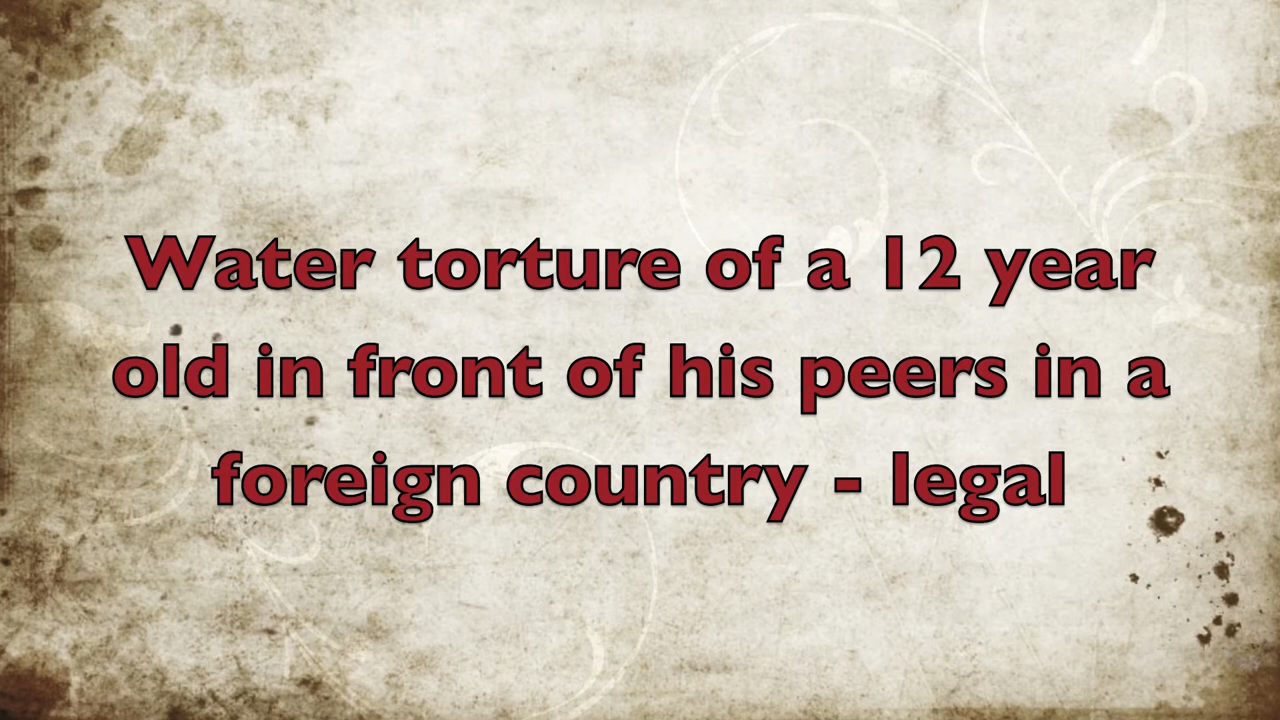 Water torture of a 12 year
old in front of his peers in a
foreign country - legal